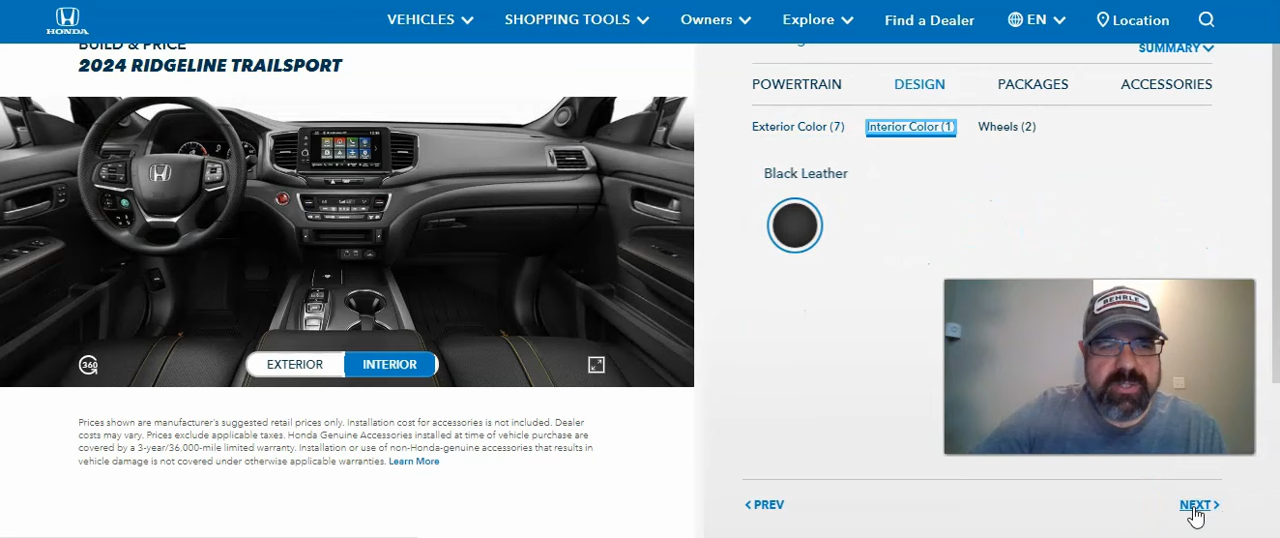 HONDA
VEHICLES
SHOPPING TOOLS
Owners
Explore
Find a Dealer
EN
Location
BUILD & PRICE
2024 RIDGELINE TRAILSPORT
SUMMARY
POWERTRAIN
DESIGN
PACKAGES
ACCESSORIES
Exterior Color (7)
Interior Color (1)
Wheels (2)
Black Leather
BEHRLE
360
EXTERIOR
INTERIOR
Prices shown are manufacturer's suggested retail prices only. Installation cost for accessories is not included. Dealer
costs may vary. Prices exclude applicable taxes. Honda Genuine Accessories installed at time of vehicle purchase are
covered by a 3-year/36,000-mile limited warranty. Installation or use of non-Honda-genuine accessories that results in
vehicle damage is not covered under otherwise applicable warranties. Learn More
< PREV
NEXT >